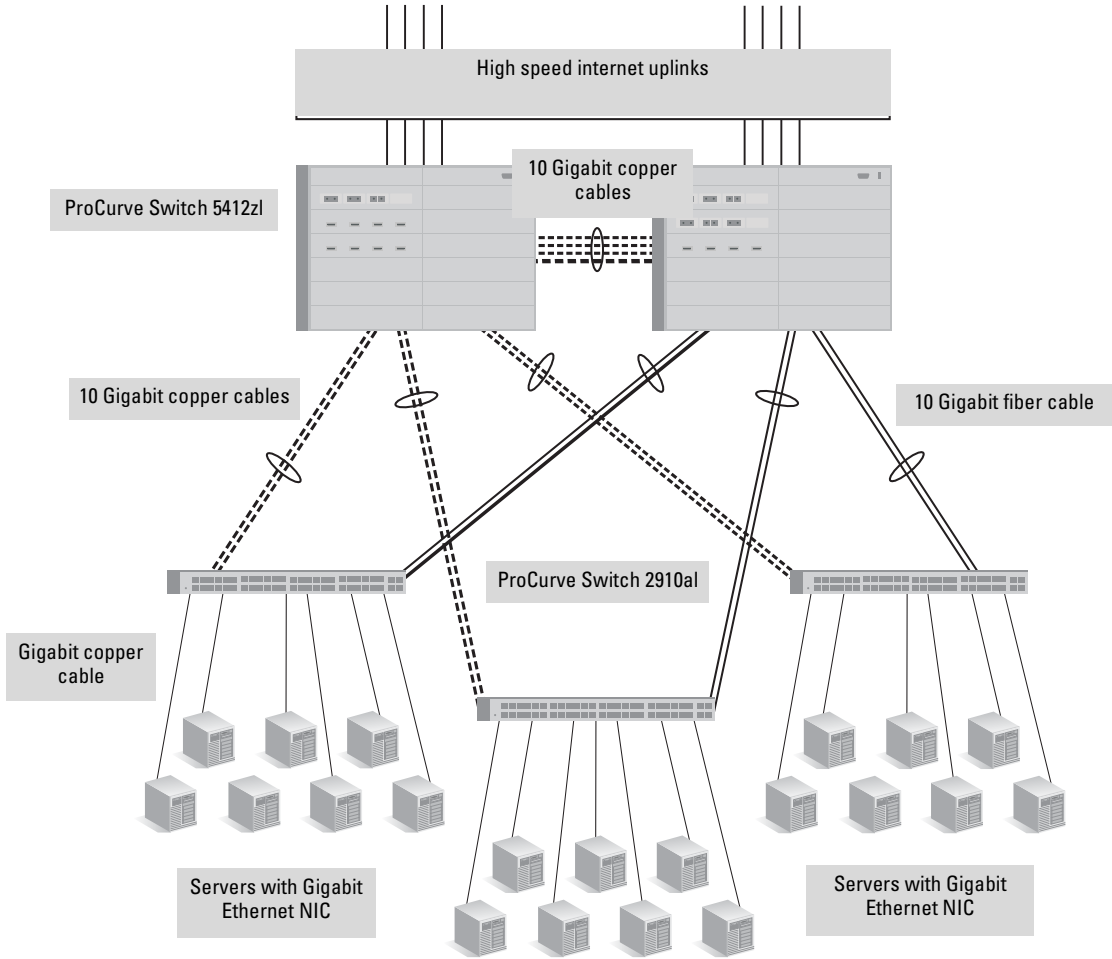 High speed internet uplinks
10 Gigabit copper
cables
ProCurve Switch 5412zl
10 Gigabit copper cables
10 Gigabit fiber cable
ProCurve Switch 2910al
Gigabit copper
cable
Servers with Gigabit
Ethernet NIC
Servers with Gigabit
Ethernet NIC